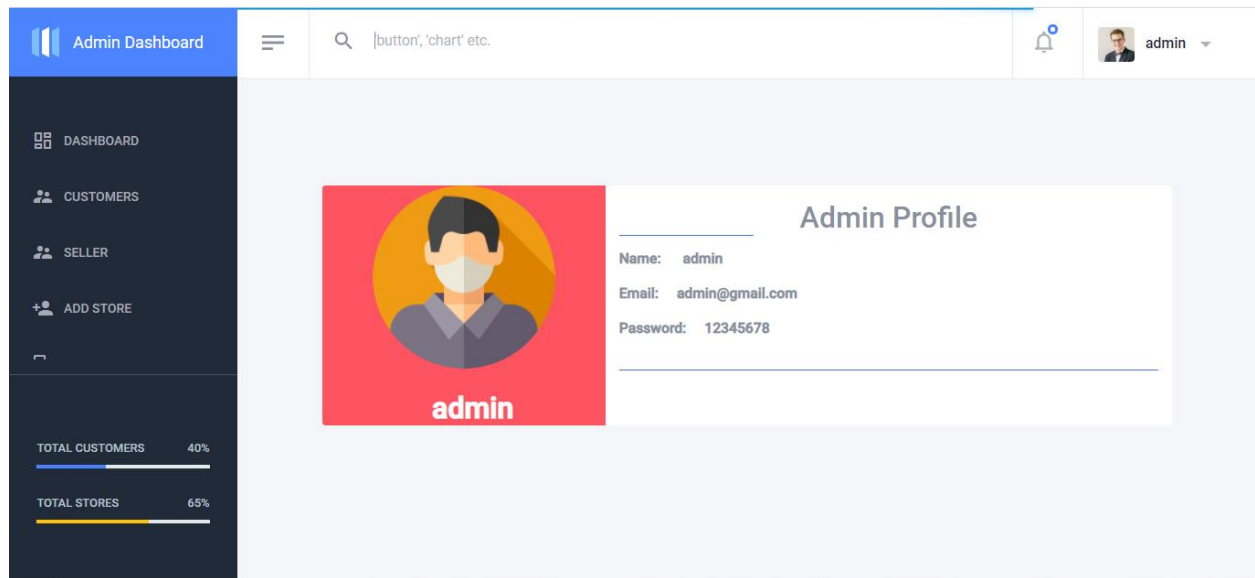 Admin Dashboard
'button', 'chart' etc.
admin
DASHBOARD
CUSTOMERS
SELLER
ADD STORE
TOTAL CUSTOMERS 40%
TOTAL STORES 65%
admin
Admin Profile
Name: admin
Email: admin@gmail.com
Password: 12345678